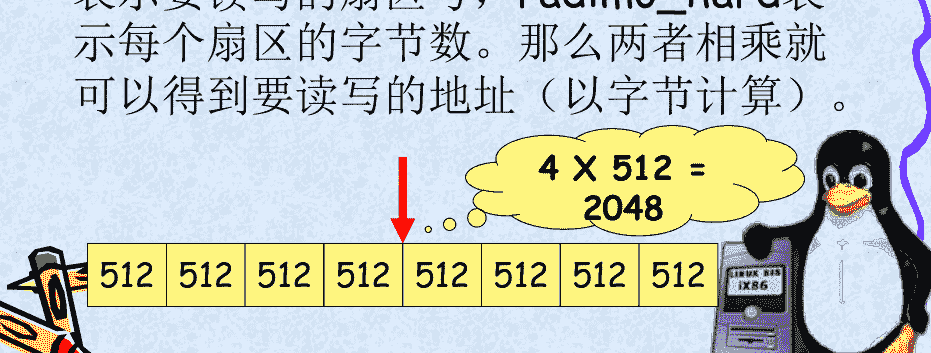 示每个扇区的字节数。那么两者相乘就
可以得到要读写的地址（以字节计算）。
4 X 512 =
2048
512 512 512 512 512 512 512 512
LINUX BIS
iX86